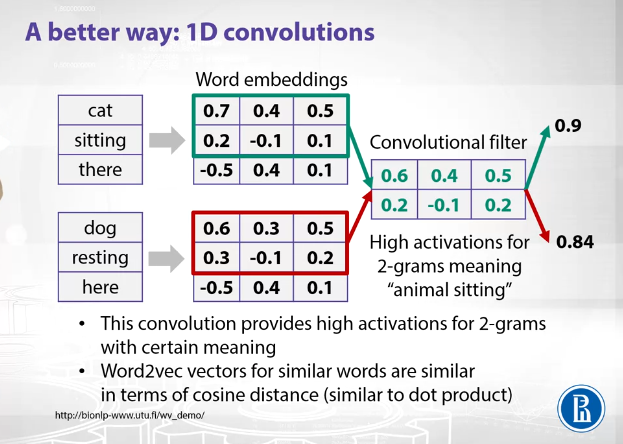 A better way: 1D convolutions
Word embeddings
cat
sitting
there
0.7 0.4 0.5
0.2 -0.1 0.1
-0.5 0.4 0.1
Convolutional filter
0.6 0.4 0.5
0.2 -0.1 0.2
0.9
0.84
dog
resting
here
0.6 0.3 0.5
0.3 -0.1 0.2
-0.5 0.4 0.1
High activations for
2-grams meaning
“animal sitting”
• This convolution provides high activations for 2-grams
with certain meaning
• Word2vec vectors for similar words are similar
in terms of cosine distance (similar to dot product)
http://bionlp-www.utu.fi/wv_demo/